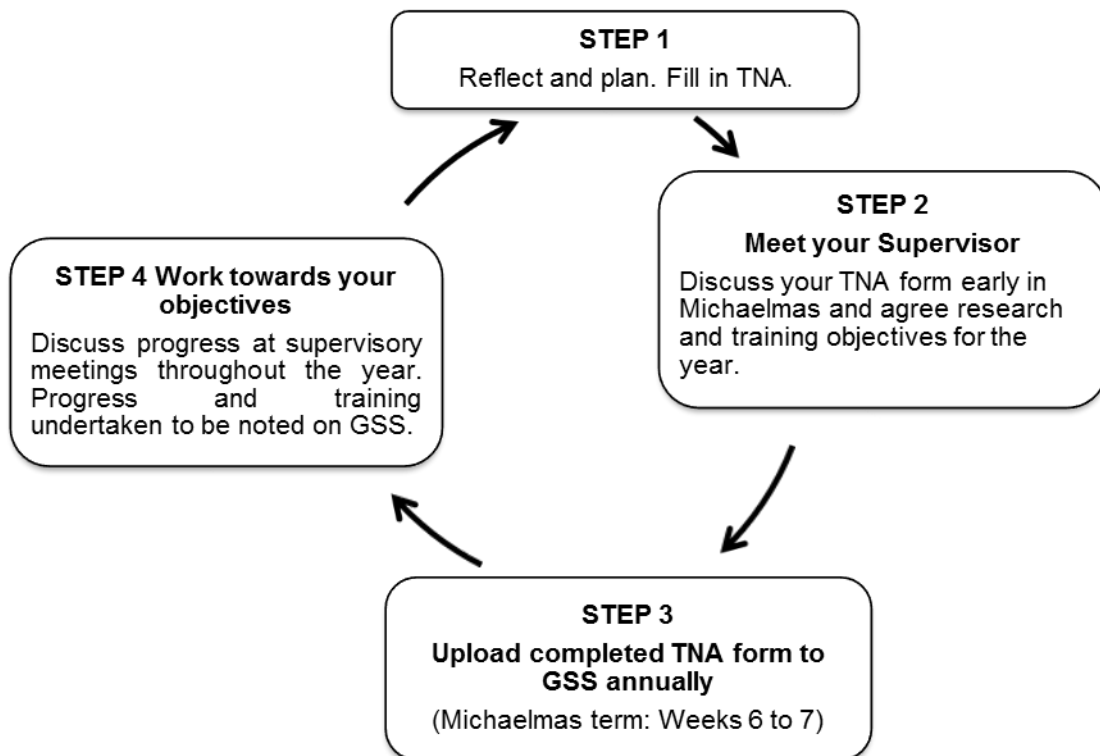 STEP 1
Reflect and plan. Fill in TNA.
STEP 2
Meet your Supervisor
Discuss your TNA form early in
Michaelmas and agree research
and training objectives for the
year.
STEP 3
Upload completed TNA form to
GSS annually
(Michaelmas term: Weeks 6 to 7)
STEP 4 Work towards your
objectives
Discuss progress at supervisory
meetings throughout the year.
Progress and training
undertaken to be noted on GSS.